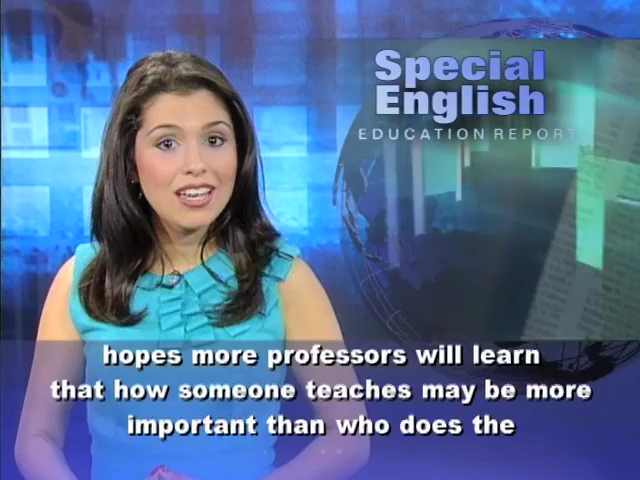 Special
English
EDUCATION REPORT
hopes more professors will learn
that how someone teaches may be more
important than who does the